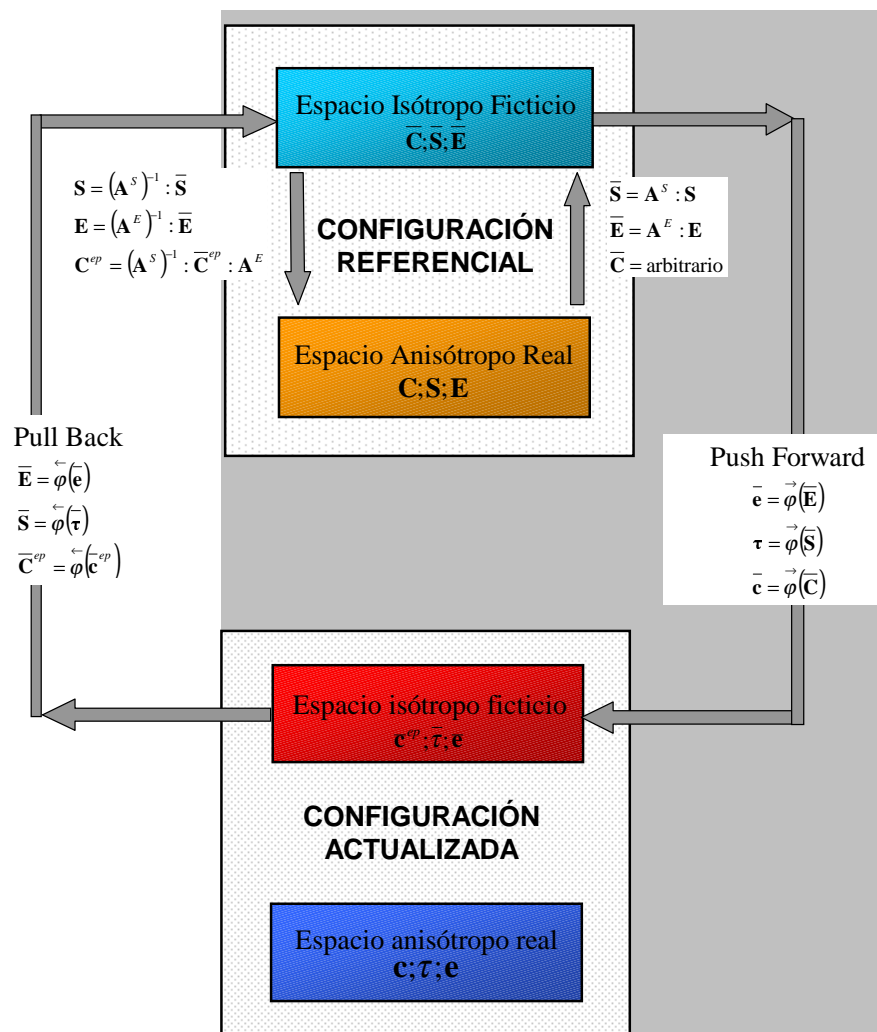 Espacio Isótropo Ficticio
C̅;S̅;E̅
S = (A^S)^-1 : S̅
E = (A^E)^-1 : E̅
C^ep = (A^S)^-1 : C̅^ep : A^E
CONFIGURACIÓN
REFERENCIAL
S̅ = A^S : S
E̅ = A^E : E
C̅ = arbitrario
Espacio Anisótropo Real
C;S;E
Pull Back
E̅ = φ⃖(e̅)
S̅ = φ⃖(τ̅)
C̅^ep = φ⃖(c̅^ep)
Push Forward
e̅ = φ⃗(E̅)
τ = φ⃗(S̅)
c̅ = φ⃗(C̅)
Espacio isótropo ficticio
c̅^ep;τ̅;e̅
CONFIGURACIÓN
ACTUALIZADA
Espacio anisótropo real
c;τ;e